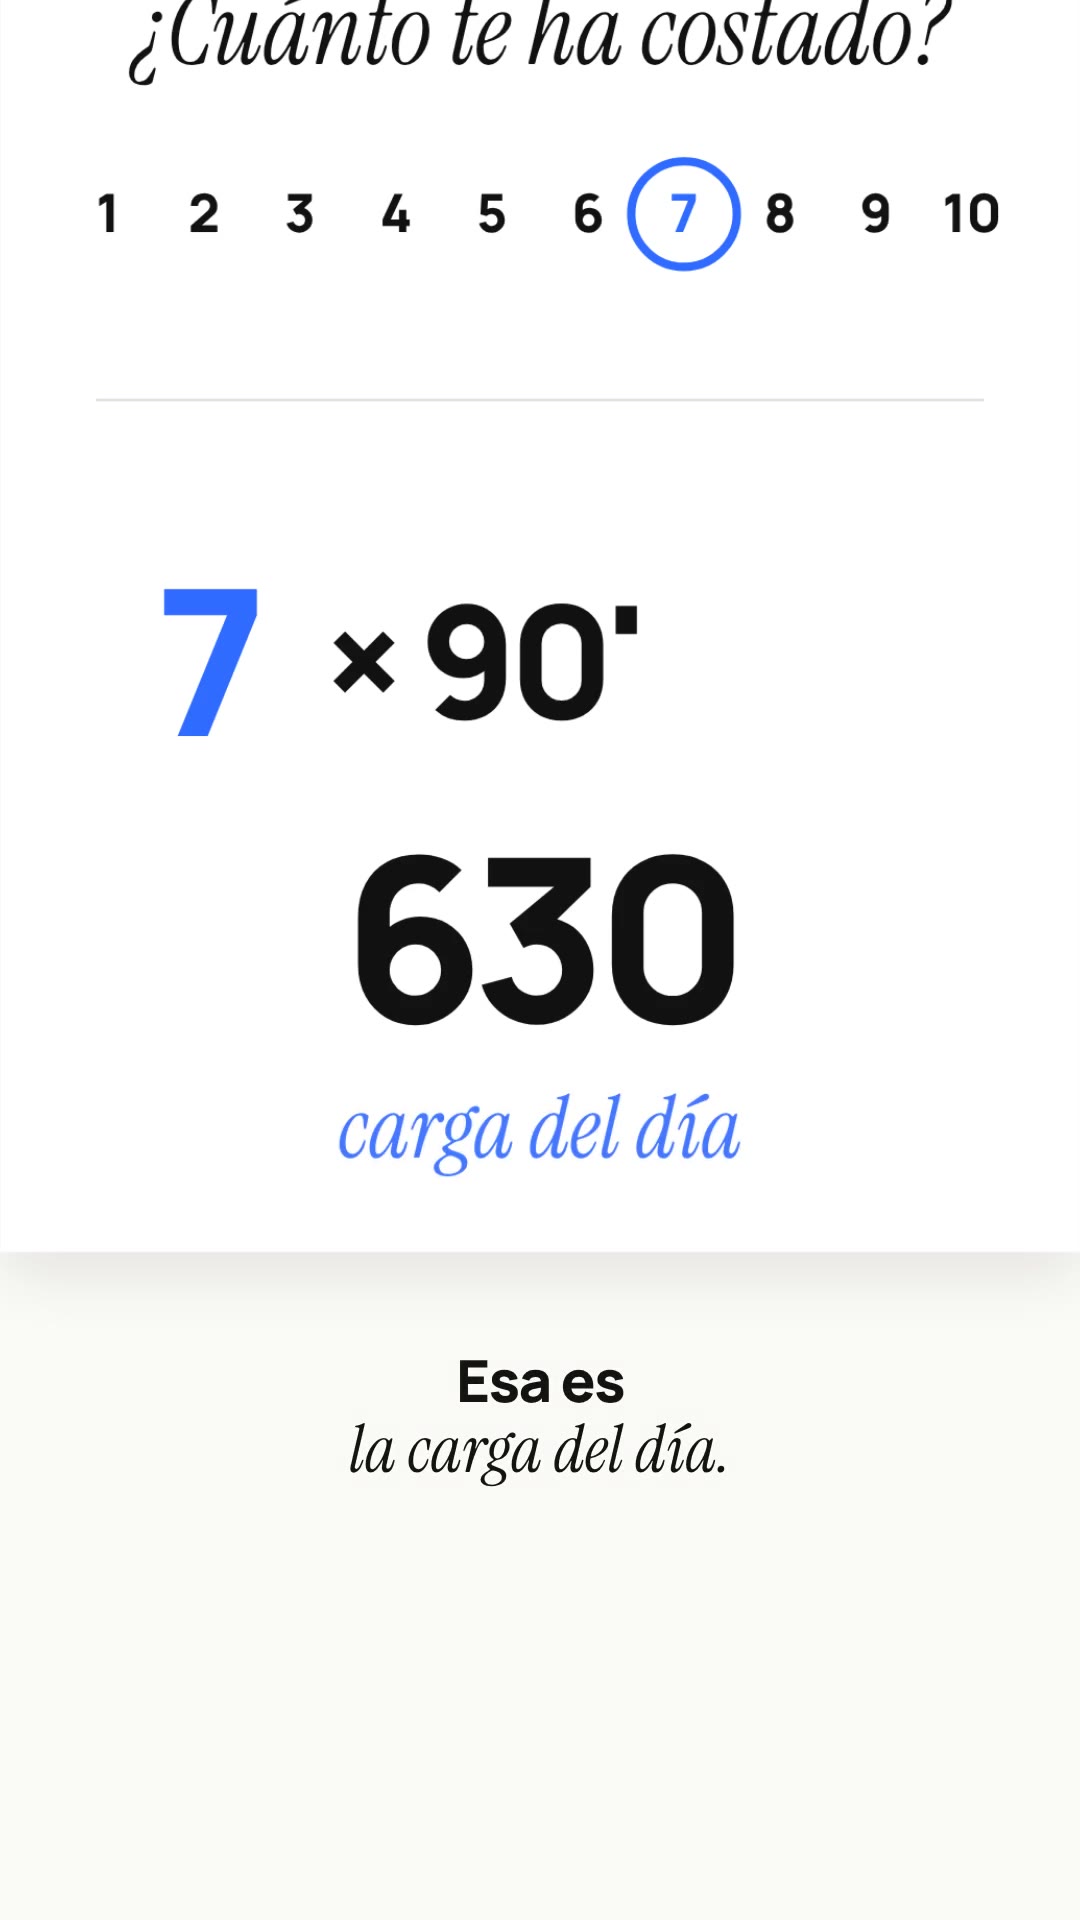 ¿Cuánto te ha costado?
1 2 3 4 5 6 7 8 9 10
7 × 90'
630
carga del día
Esa es
la carga del día.